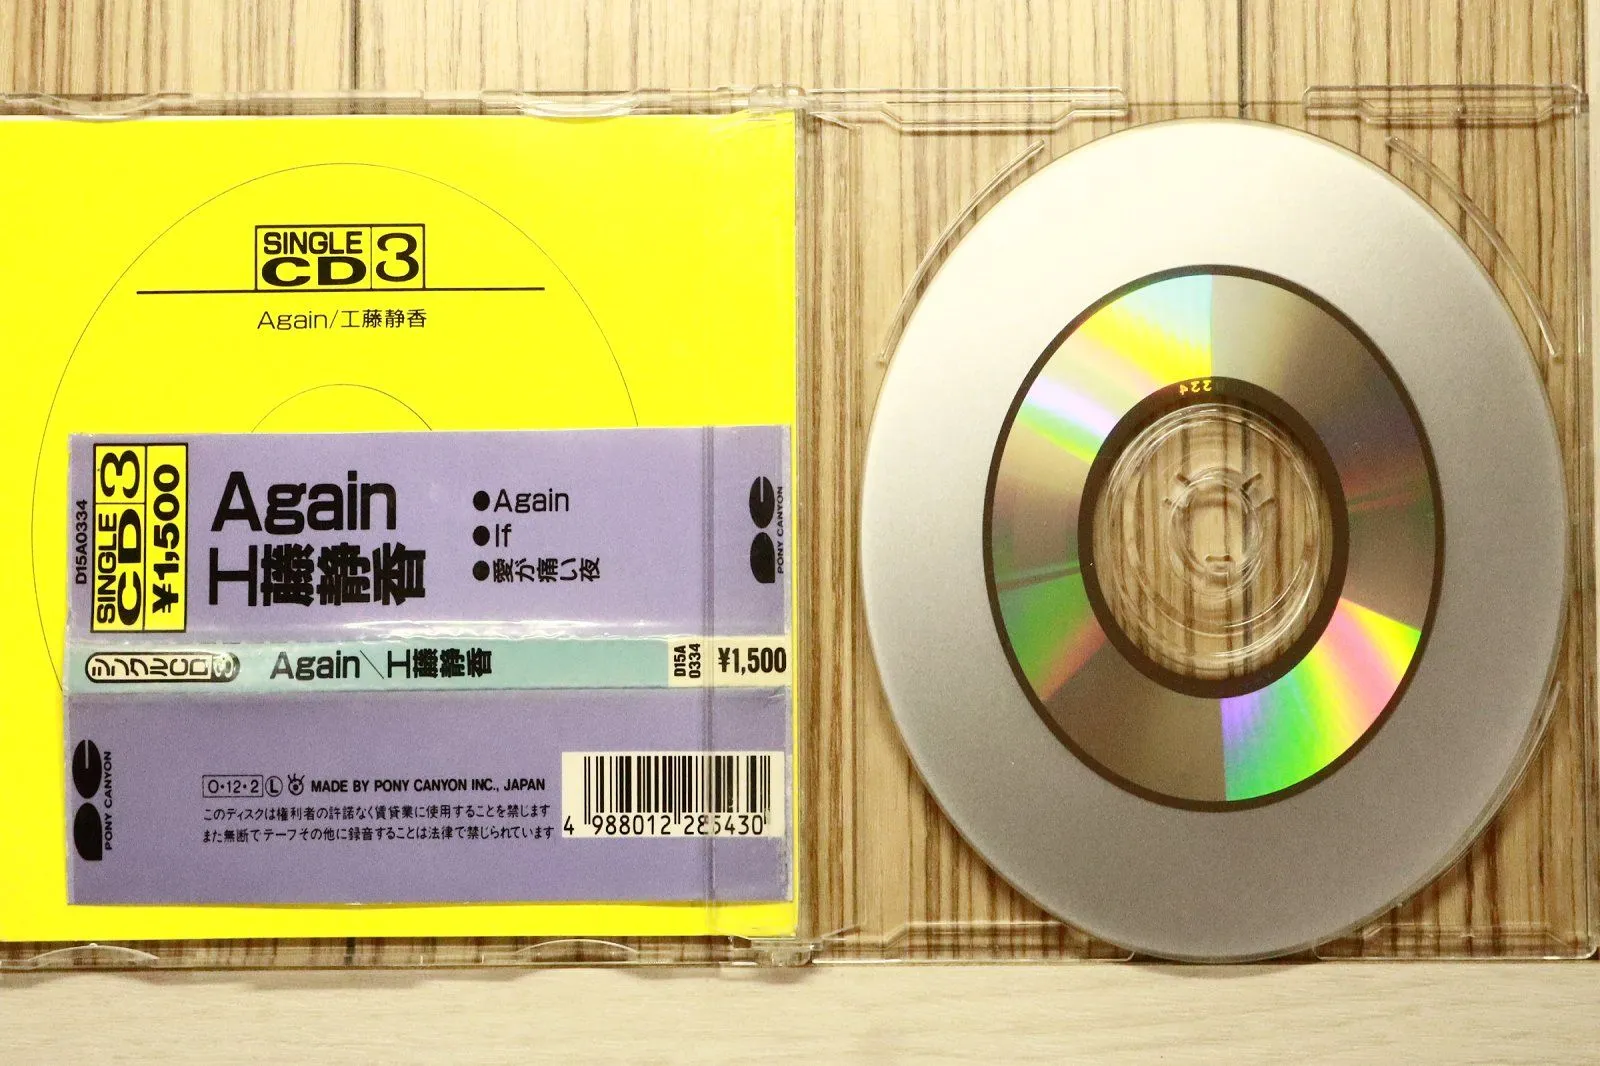 SINGLE
CD 3
Again/工藤静香
D15A0334
SINGLE
CD 3
¥1,500
Again
工藤静香
●Again
●If
●愛が痛い夜
PONY CANYON
シングルCD3
Again/工藤静香
D15A
0334
¥1,500
PONY CANYON
O・12・2 L MADE BY PONY CANYON INC., JAPAN
このディスクは権利者の許諾なく賃貸業に使用することを禁じます
また無断でテープその他に録音することは法律で禁じられています
4 988012 285430